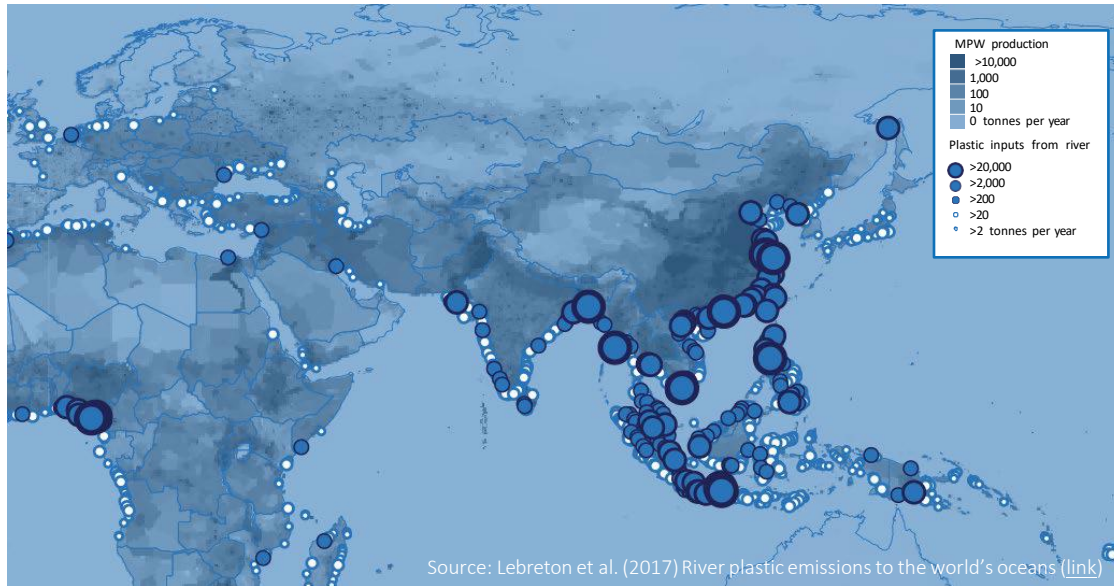 MPW production
>10,000
1,000
100
10
0 tonnes per year
Plastic inputs from river
>20,000
>2,000
>200
>20
>2 tonnes per year
Source: Lebreton et al. (2017) River plastic emissions to the world's oceans (link)